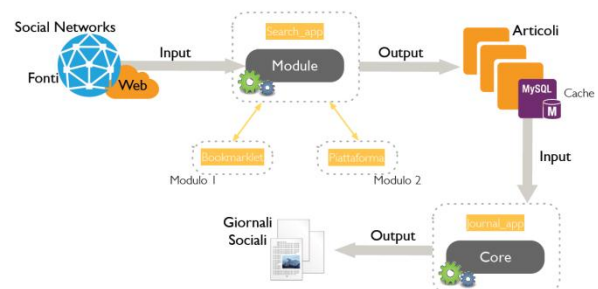 Social Networks
Fonti
Web
Input
Search_app
Module
Output
Articoli
MySQL
M
Cache
Bookmarklet
Modulo 1
Piattaforma
Modulo 2
Input
Journal_app
Core
Output
Giornali
Sociali